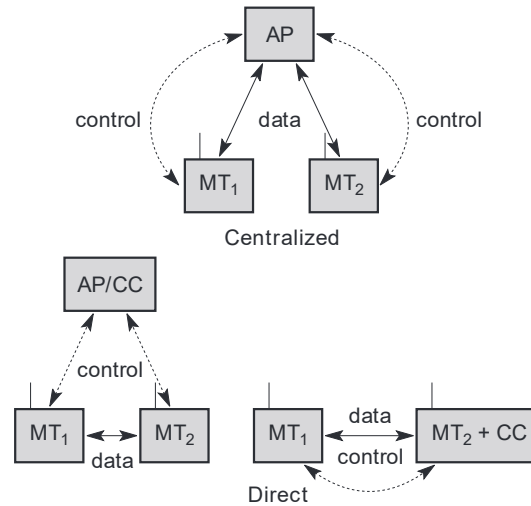 AP
control
data
control
MT₁
MT₂
Centralized
AP/CC
control
MT₁
MT₂
data
MT₁
data
control
MT₂ + CC
Direct